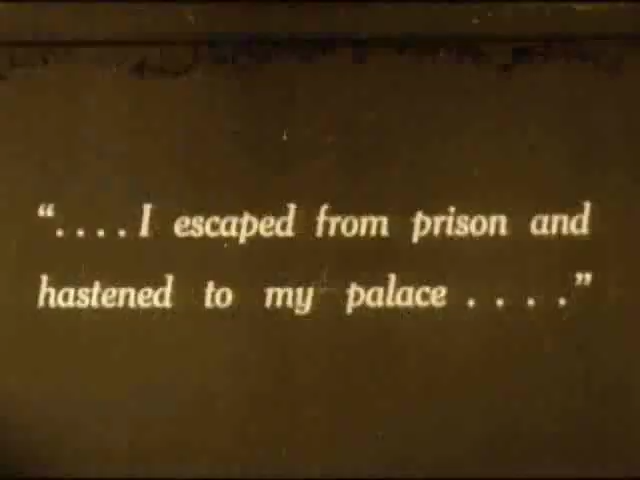 “....I escaped from prison and
hastened to my palace ....”